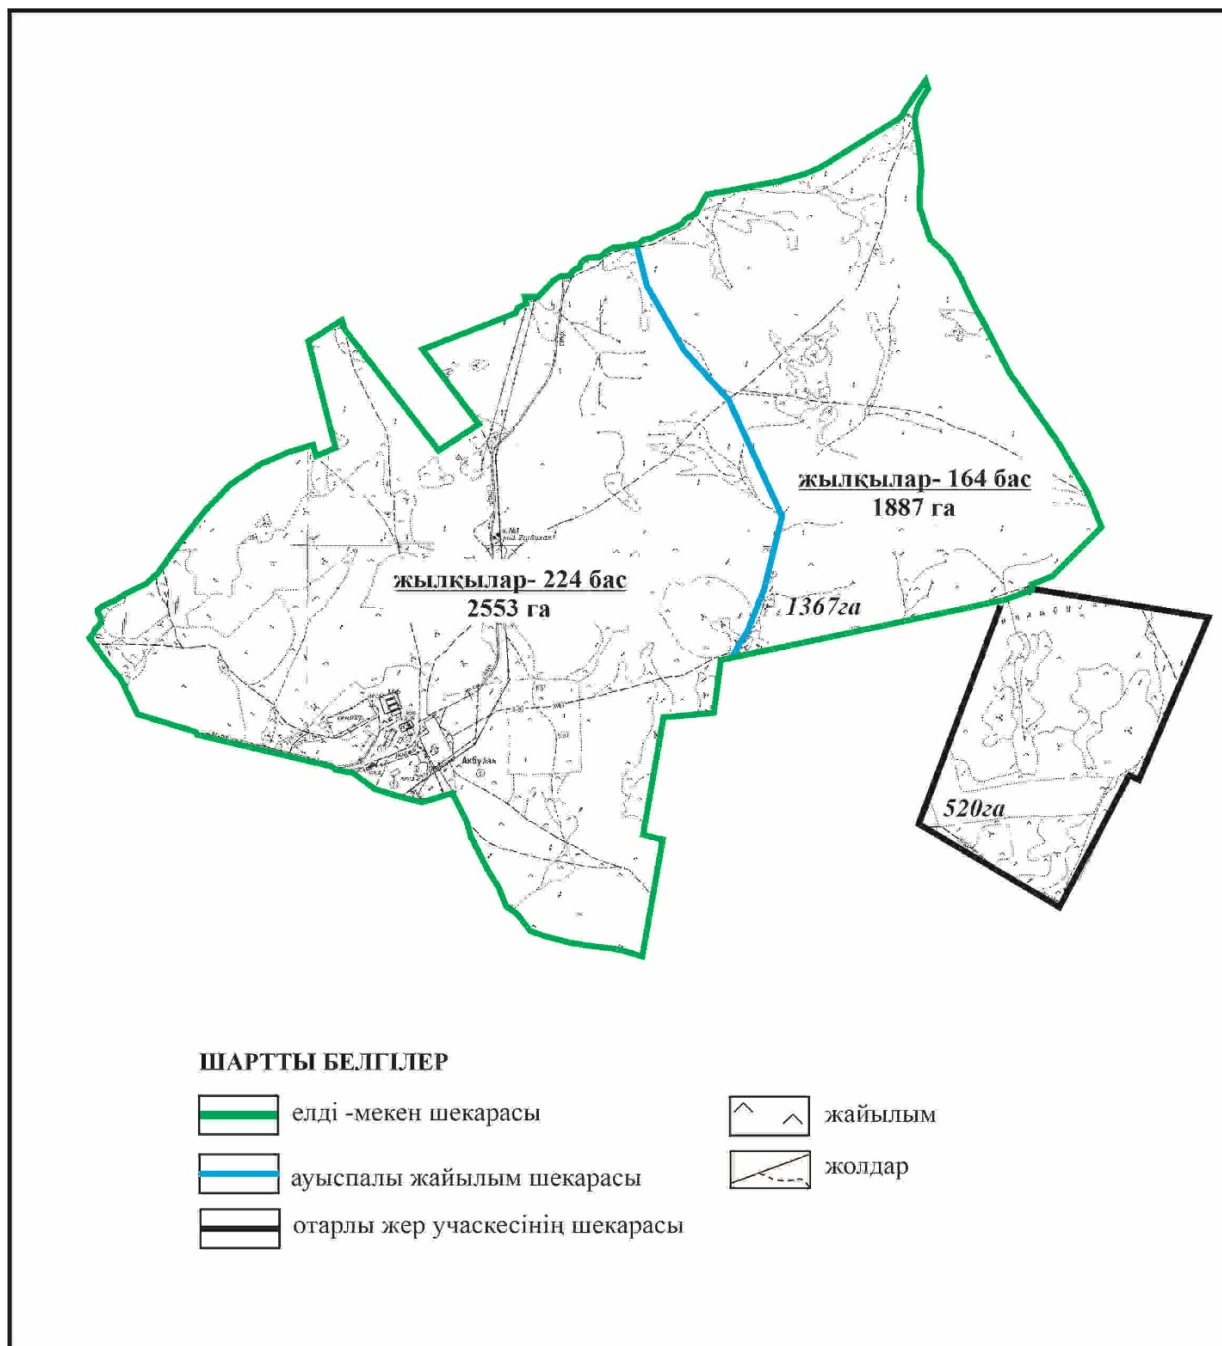 жылқылар- 164 бас
1887 га
жылқылар- 224 бас
2553 га
1367га
Акбулак
520га
ШАРТТЫ БЕЛГІЛЕР
елді -мекен шекарасы
ауыспалы жайылым шекарасы
отарлы жер учаскесінің шекарасы
жайылым
жолдар